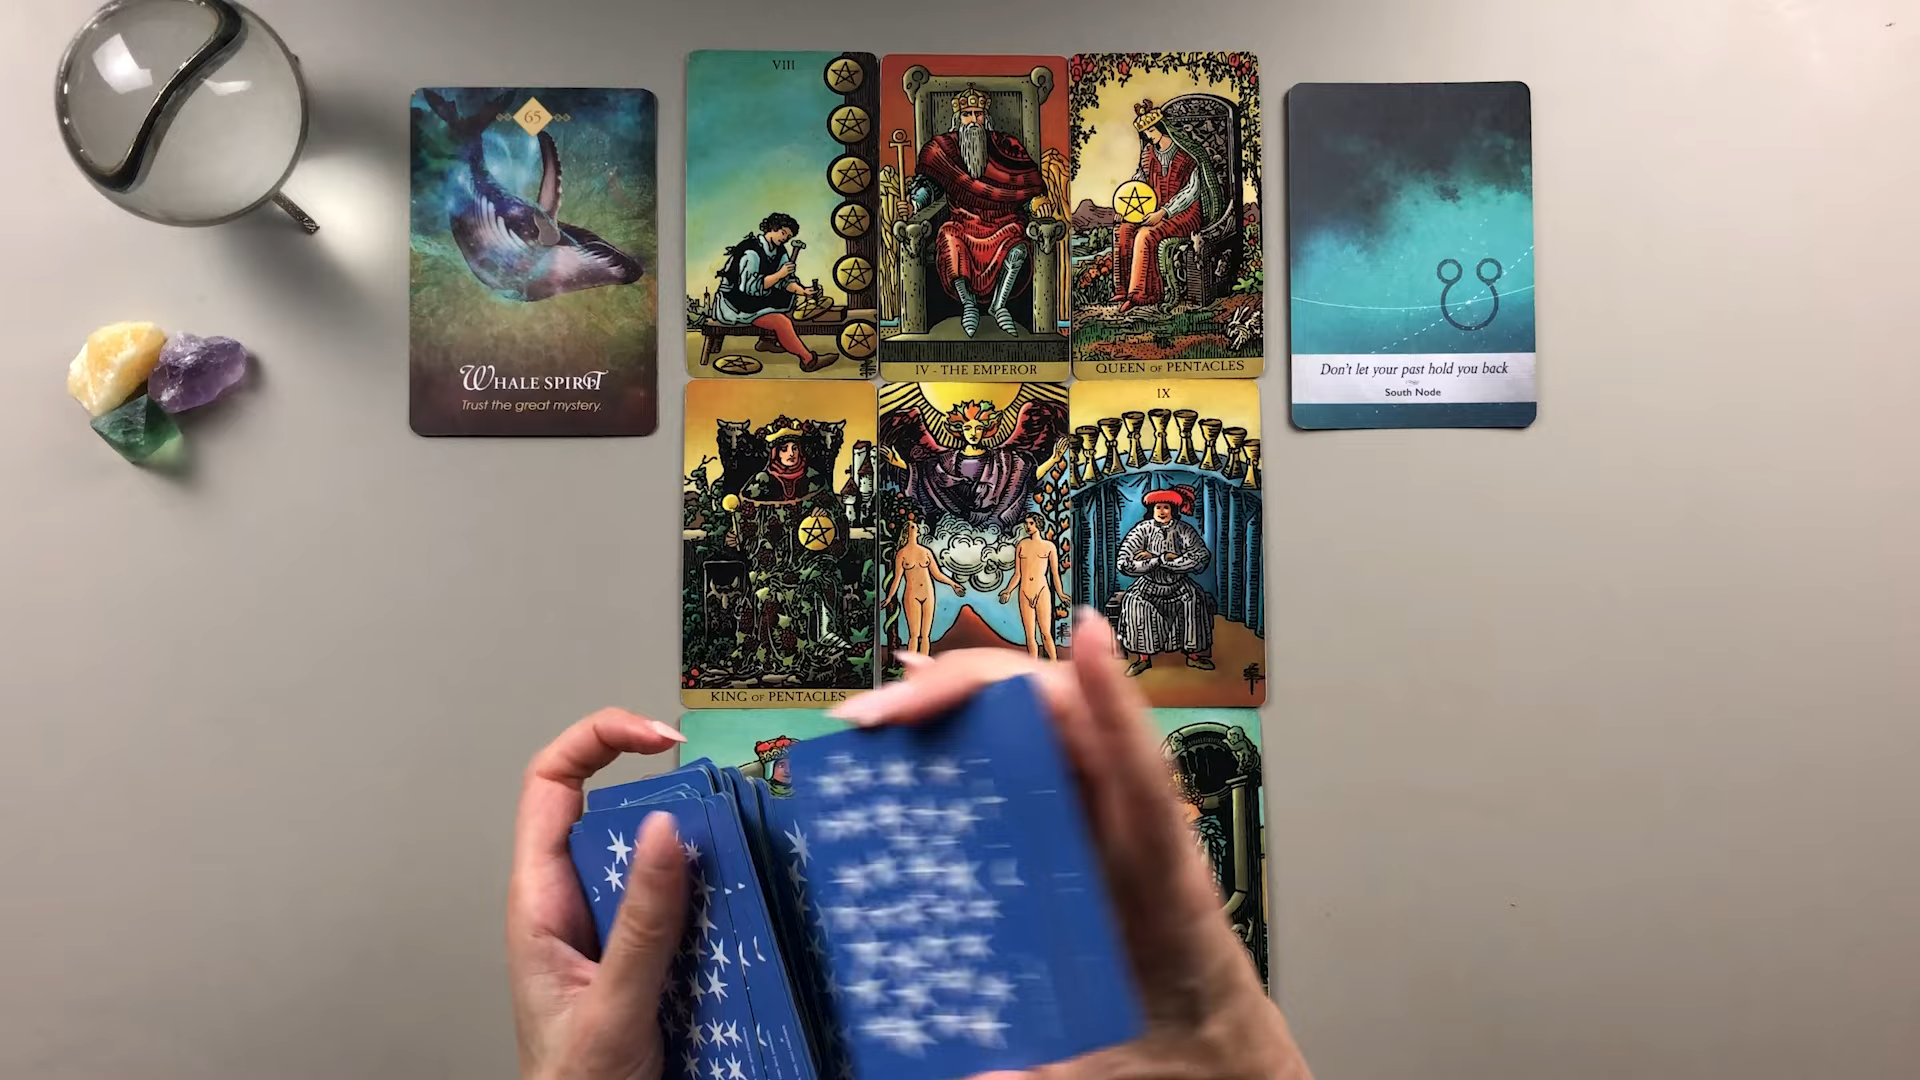 65
WHALE SPIRIT
Trust the great mystery.
VIII
IV - THE EMPEROR
QUEEN OF PENTACLES
Don't let your past hold you back
South Node
KING OF PENTACLES
IX